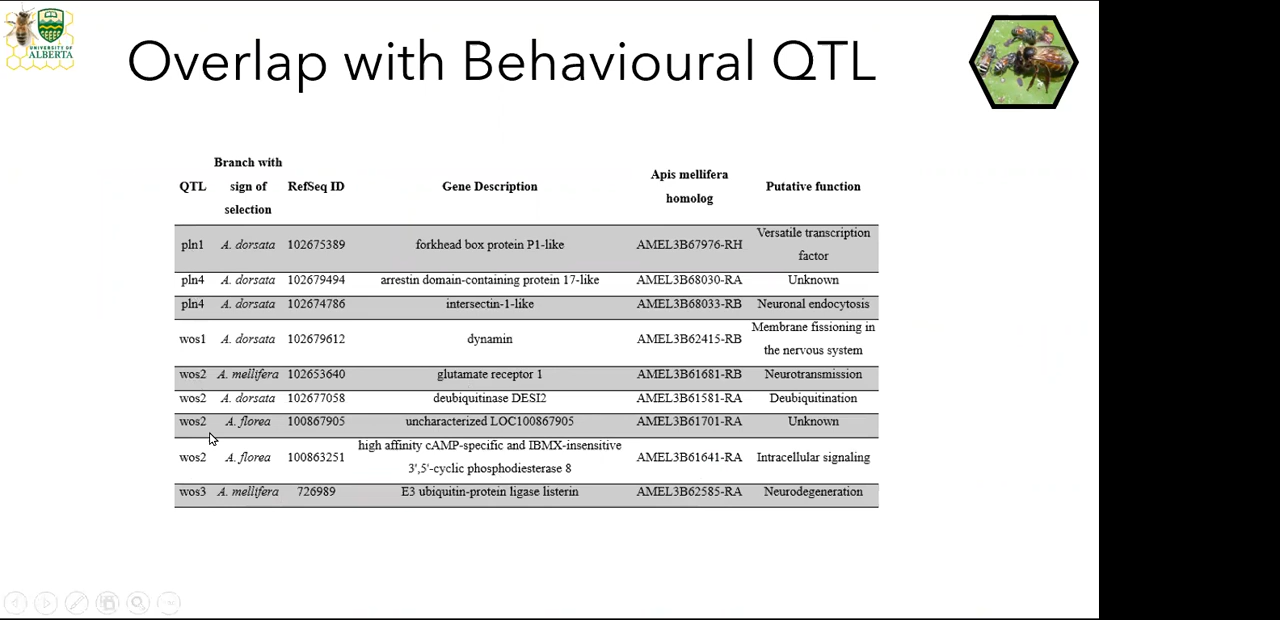 UNIVERSITY OF
ALBERTA
Overlap with Behavioural QTL
QTL Branch with sign of selection RefSeq ID Gene Description Apis mellifera homolog Putative function
pln1 A. dorsata 102675389 forkhead box protein P1-like AMEL3B67976-RH Versatile transcription factor
pln4 A. dorsata 102679494 arrestin domain-containing protein 17-like AMEL3B68030-RA Unknown
pln4 A. dorsata 102674786 intersectin-1-like AMEL3B68033-RB Neuronal endocytosis
wos1 A. dorsata 102679612 dynamin AMEL3B62415-RB Membrane fissioning in the nervous system
wos2 A. mellifera 102653640 glutamate receptor 1 AMEL3B61681-RB Neurotransmission
wos2 A. dorsata 102677058 deubiquitinase DESI2 AMEL3B61581-RA Deubiquitination
wos2 A. florea 100867905 uncharacterized LOC100867905 AMEL3B61701-RA Unknown
wos2 A. florea 100863251 high affinity cAMP-specific and IBMX-insensitive 3',5'-cyclic phosphodiesterase 8 AMEL3B61641-RA Intracellular signaling
wos3 A. mellifera 726989 E3 ubiquitin-protein ligase listerin AMEL3B62585-RA Neurodegeneration